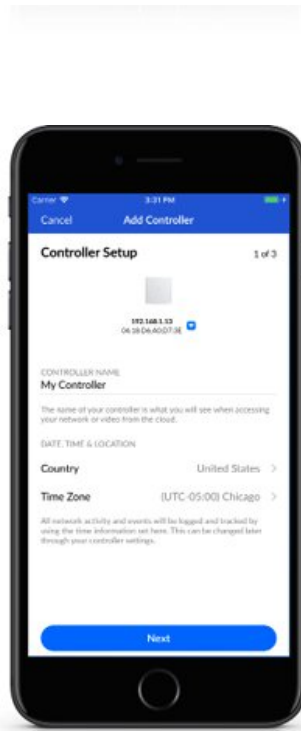 Carrier 3:31 PM
Cancel Add Controller
Controller Setup 1 of 3
192.168.1.13
CONTROLLER NAME
My Controller
The name of your controller is what you will see when accessing
your network or video from the cloud.
DATE, TIME & LOCATION
Country United States
Time Zone (UTC-05:00) Chicago
All network activity and events will be logged and tracked by
using the time information set here. This can be changed later
through your controller settings.
Next